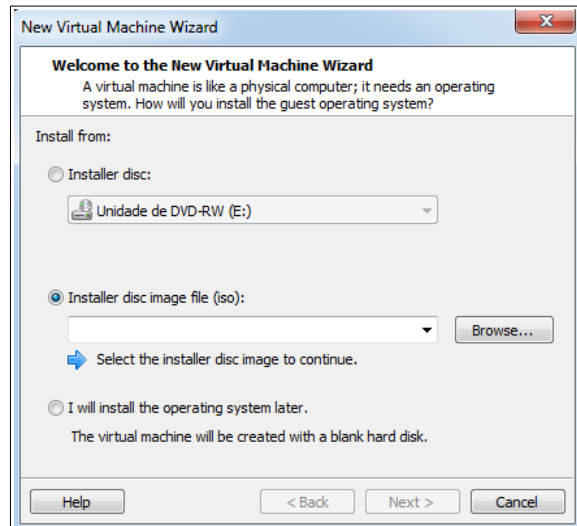 New Virtual Machine Wizard
Welcome to the New Virtual Machine Wizard
A virtual machine is like a physical computer; it needs an operating
system. How will you install the guest operating system?
Install from:
Installer disc:
Unidade de DVD-RW (E:)
Installer disc image file (iso):
Browse...
Select the installer disc image to continue.
I will install the operating system later.
The virtual machine will be created with a blank hard disk.
Help < Back Next > Cancel